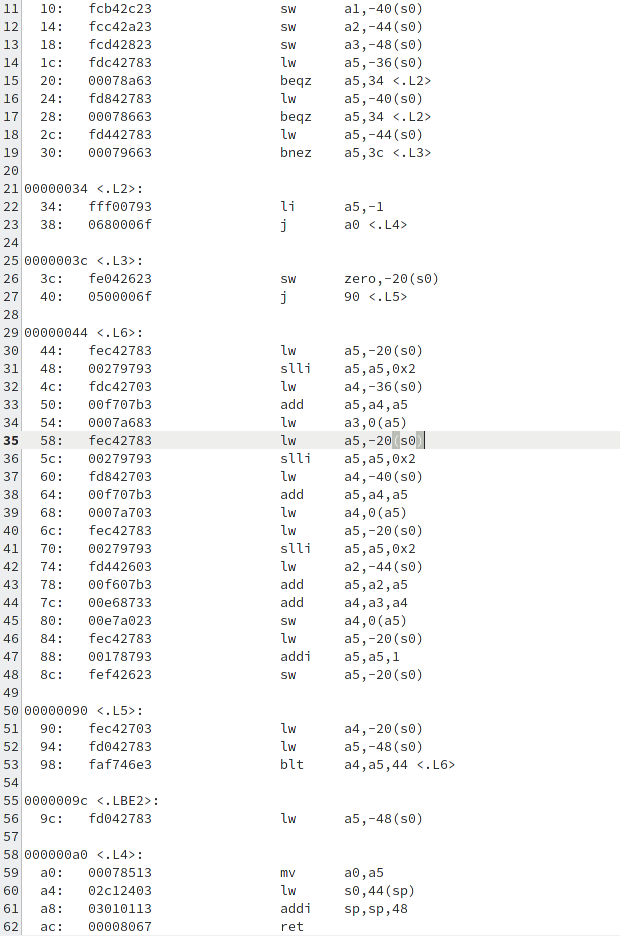 11 10: fcb42c23 sw a1,-40(s0)
12 14: fcc42a23 sw a2,-44(s0)
13 18: fcd42823 sw a3,-48(s0)
14 1c: fdc42783 lw a5,-36(s0)
15 20: 00078a63 beqz a5,34 <.L2>
16 24: fd842783 lw a5,-40(s0)
17 28: 00078663 beqz a5,34 <.L2>
18 2c: fd442783 lw a5,-44(s0)
19 30: 00079663 bnez a5,3c <.L3>
20
21 00000034 <.L2>:
22 34: fff00793 li a5,-1
23 38: 0680006f j a0 <.L4>
24
25 0000003c <.L3>:
26 3c: fe042623 sw zero,-20(s0)
27 40: 0500006f j 90 <.L5>
28
29 00000044 <.L6>:
30 44: fec42783 lw a5,-20(s0)
31 48: 00279793 slli a5,a5,0x2
32 4c: fdc42703 lw a4,-36(s0)
33 50: 00f707b3 add a5,a4,a5
34 54: 0007a683 lw a3,0(a5)
35 58: fec42783 lw a5,-20(s0)
36 5c: 00279793 slli a5,a5,0x2
37 60: fd842703 lw a4,-40(s0)
38 64: 00f707b3 add a5,a4,a5
39 68: 0007a703 lw a4,0(a5)
40 6c: fec42783 lw a5,-20(s0)
41 70: 00279793 slli a5,a5,0x2
42 74: fd442603 lw a2,-44(s0)
43 78: 00f607b3 add a5,a2,a5
44 7c: 00e68733 add a4,a3,a4
45 80: 00e7a023 sw a4,0(a5)
46 84: fec42783 lw a5,-20(s0)
47 88: 00178793 addi a5,a5,1
48 8c: fef42623 sw a5,-20(s0)
49
50 00000090 <.L5>:
51 90: fec42703 lw a4,-20(s0)
52 94: fd042783 lw a5,-48(s0)
53 98: faf746e3 blt a4,a5,44 <.L6>
54
55 0000009c <.LBE2>:
56 9c: fd042783 lw a5,-48(s0)
57
58 000000a0 <.L4>:
59 a0: 00078513 mv a0,a5
60 a4: 02c12403 lw s0,44(sp)
61 a8: 03010113 addi sp,sp,48
62 ac: 00008067 ret